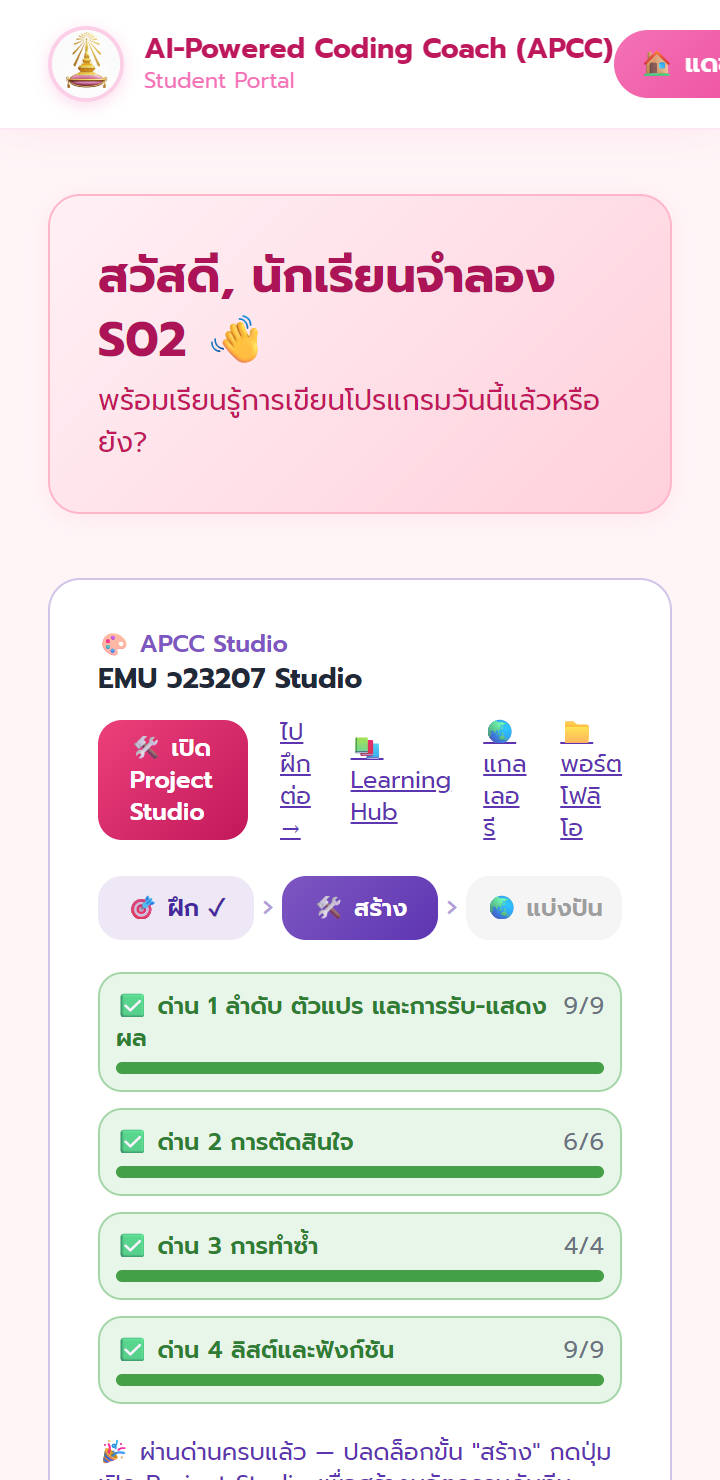 AI-Powered Coding Coach (APCC)
Student Portal
🏠
สวัสดี, นักเรียนจำลอง
S02 👋
พร้อมเรียนรู้การเขียนโปรแกรมวันนี้แล้วหรือ
ยัง?
🎨 APCC Studio
EMU ว23207 Studio
🛠️ เปิด
Project
Studio
ไป
ฝึก
ต่อ
→
📚
Learning
Hub
🌏
แกล
เลอ
รี
📁
พอร์ต
โฟลิ
โอ
🎯 ฝึก ✓ › 🛠️ สร้าง › 🌏 แบ่งปัน
✅ ด่าน 1 ลำดับ ตัวแปร และการรับ-แสดง 9/9
ผล
✅ ด่าน 2 การตัดสินใจ 6/6
✅ ด่าน 3 การทำซ้ำ 4/4
✅ ด่าน 4 ลิสต์และฟังก์ชัน 9/9
🎉 ผ่านด่านครบแล้ว — ปลดล็อกขั้น "สร้าง" กดปุ่ม